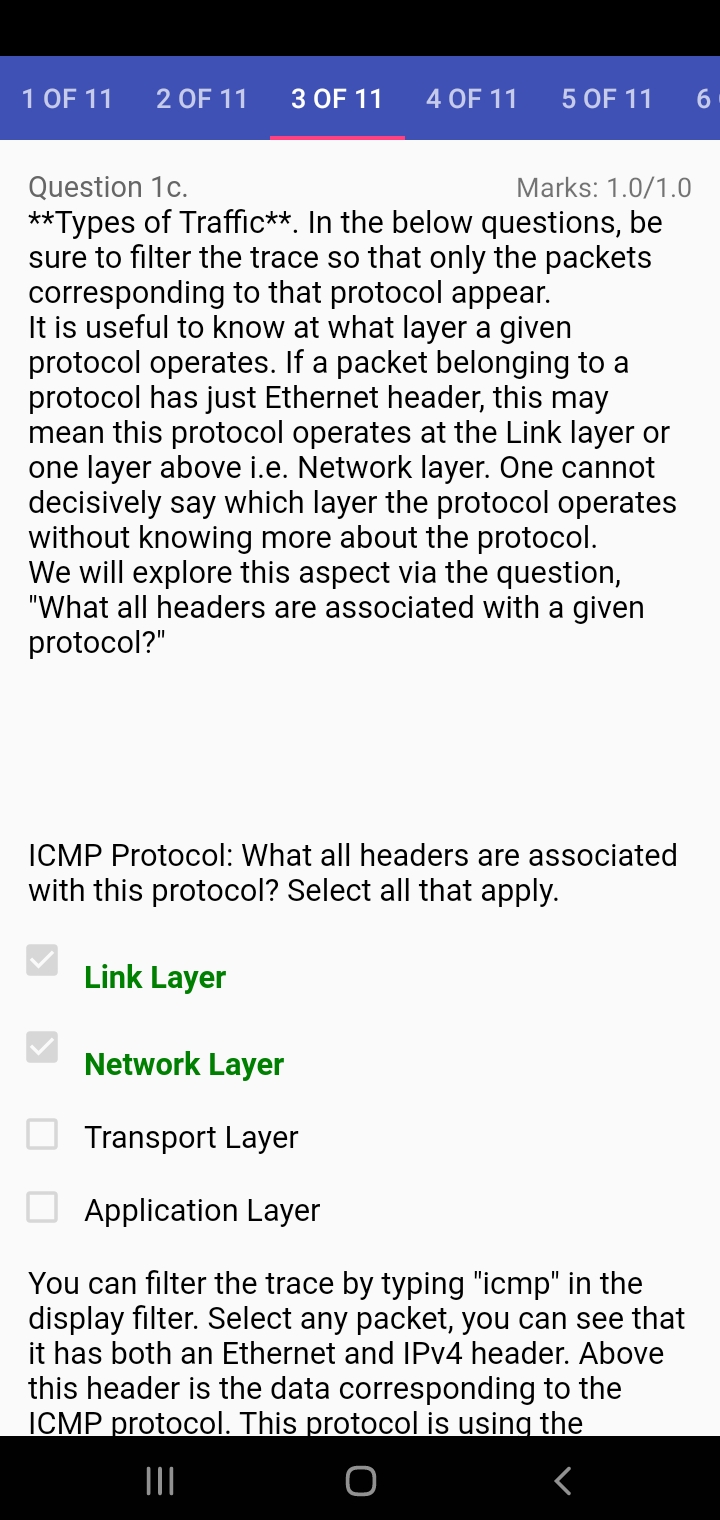 1 OF 11 2 OF 11 3 OF 11 4 OF 11 5 OF 11 6
Question 1c. Marks: 1.0/1.0
**Types of Traffic**. In the below questions, be
sure to filter the trace so that only the packets
corresponding to that protocol appear.
It is useful to know at what layer a given
protocol operates. If a packet belonging to a
protocol has just Ethernet header, this may
mean this protocol operates at the Link layer or
one layer above i.e. Network layer. One cannot
decisively say which layer the protocol operates
without knowing more about the protocol.
We will explore this aspect via the question,
"What all headers are associated with a given
protocol?"
ICMP Protocol: What all headers are associated
with this protocol? Select all that apply.
Link Layer
Network Layer
Transport Layer
Application Layer
You can filter the trace by typing "icmp" in the
display filter. Select any packet, you can see that
it has both an Ethernet and IPv4 header. Above
this header is the data corresponding to the
ICMP protocol. This protocol is using the